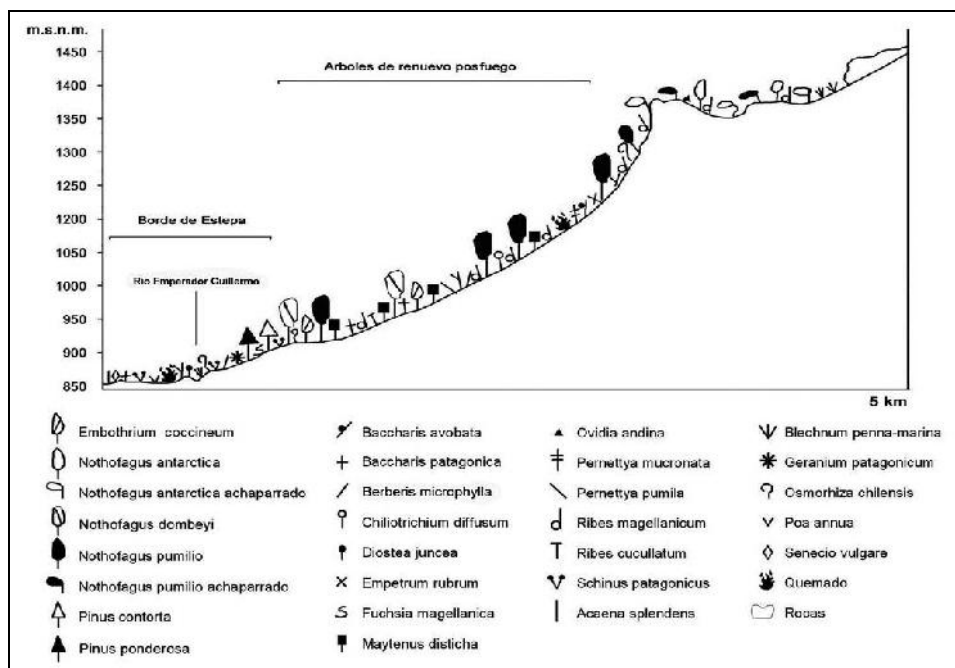 m.s.n.m.
1450
1400
1350
1300
1250
1200
1150
1050
1000
950
900
850
Arboles de renuevo posfuego
Borde de Estepa
Rio Emperador Guillermo
5 km
Embothrium coccineum
Nothofagus antarctica
Nothofagus antarctica achaparrado
Nothofagus dombeyi
Nothofagus pumilio
Nothofagus pumilio achaparrado
Pinus contorta
Pinus ponderosa
Baccharis avobata
Baccharis patagonica
Berberis microphylla
Chiliotrichium diffusum
Diostea juncea
Empetrum rubrum
Fuchsia magellanica
Maytenus disticha
Ovidia andina
Pernettya mucronata
Pernettya pumila
Ribes magellanicum
Ribes cucullatum
Schinus patagonicus
Acaena splendens
Blechnum penna-marina
Geranium patagonicum
Osmorhiza chilensis
Poa annua
Senecio vulgare
Quemado
Rocas